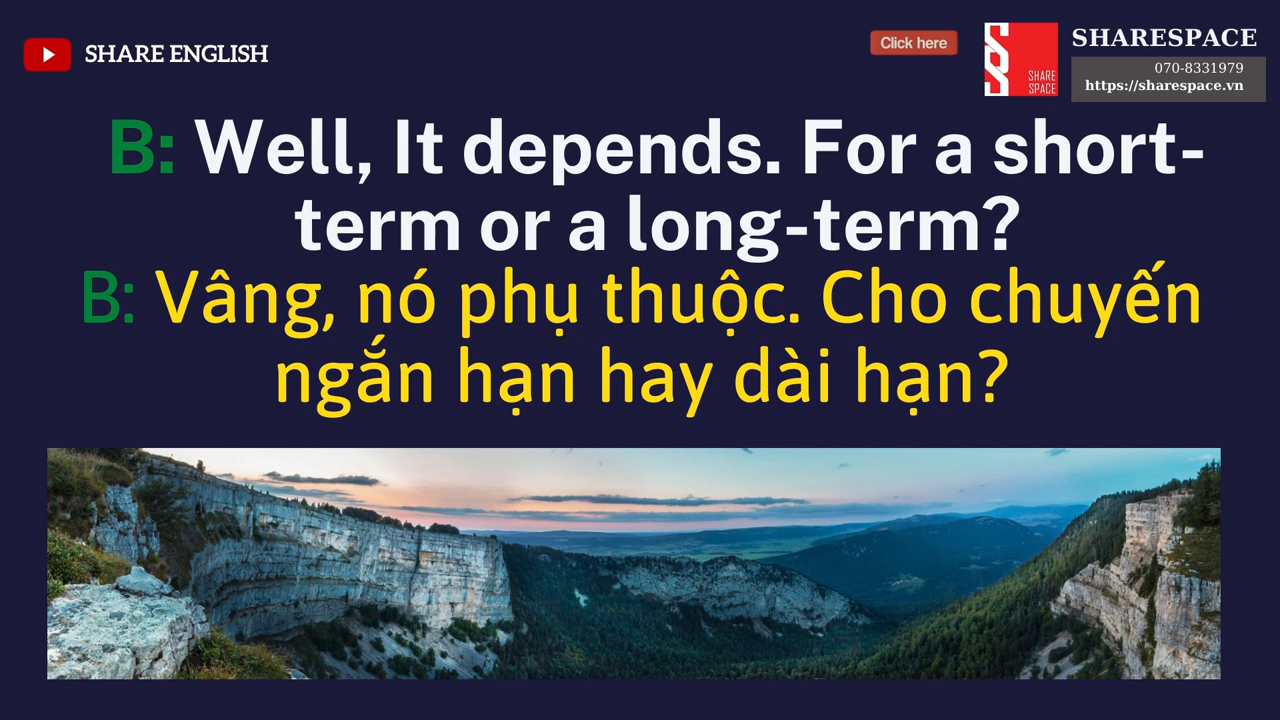 SHARE ENGLISH
Click here
SHARE
SPACE
SHARESPACE
070-8331979
https://sharespace.vn
B: Well, It depends. For a short-
term or a long-term?
B: Vâng, nó phụ thuộc. Cho chuyến
ngắn hạn hay dài hạn?